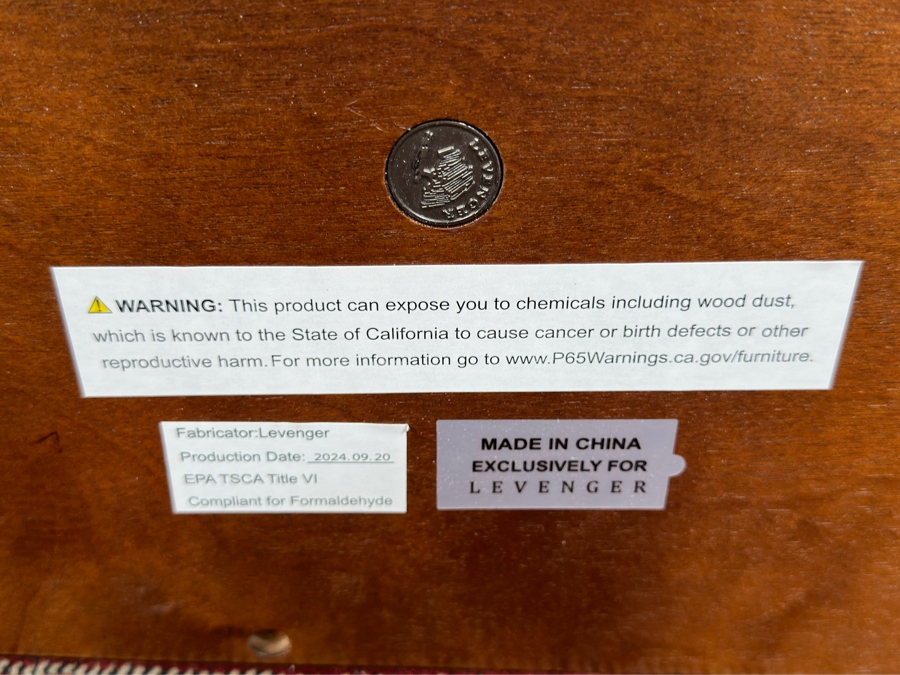 LEVENGER
WARNING: This product can expose you to chemicals including wood dust,
which is known to the State of California to cause cancer or birth defects or other
reproductive harm. For more information go to www.P65Warnings.ca.gov/furniture.
Fabricator:Levenger
Production Date: 2024.09.20
EPA TSCA Title VI
Compliant for Formaldehyde
MADE IN CHINA
EXCLUSIVELY FOR
LEVENGER